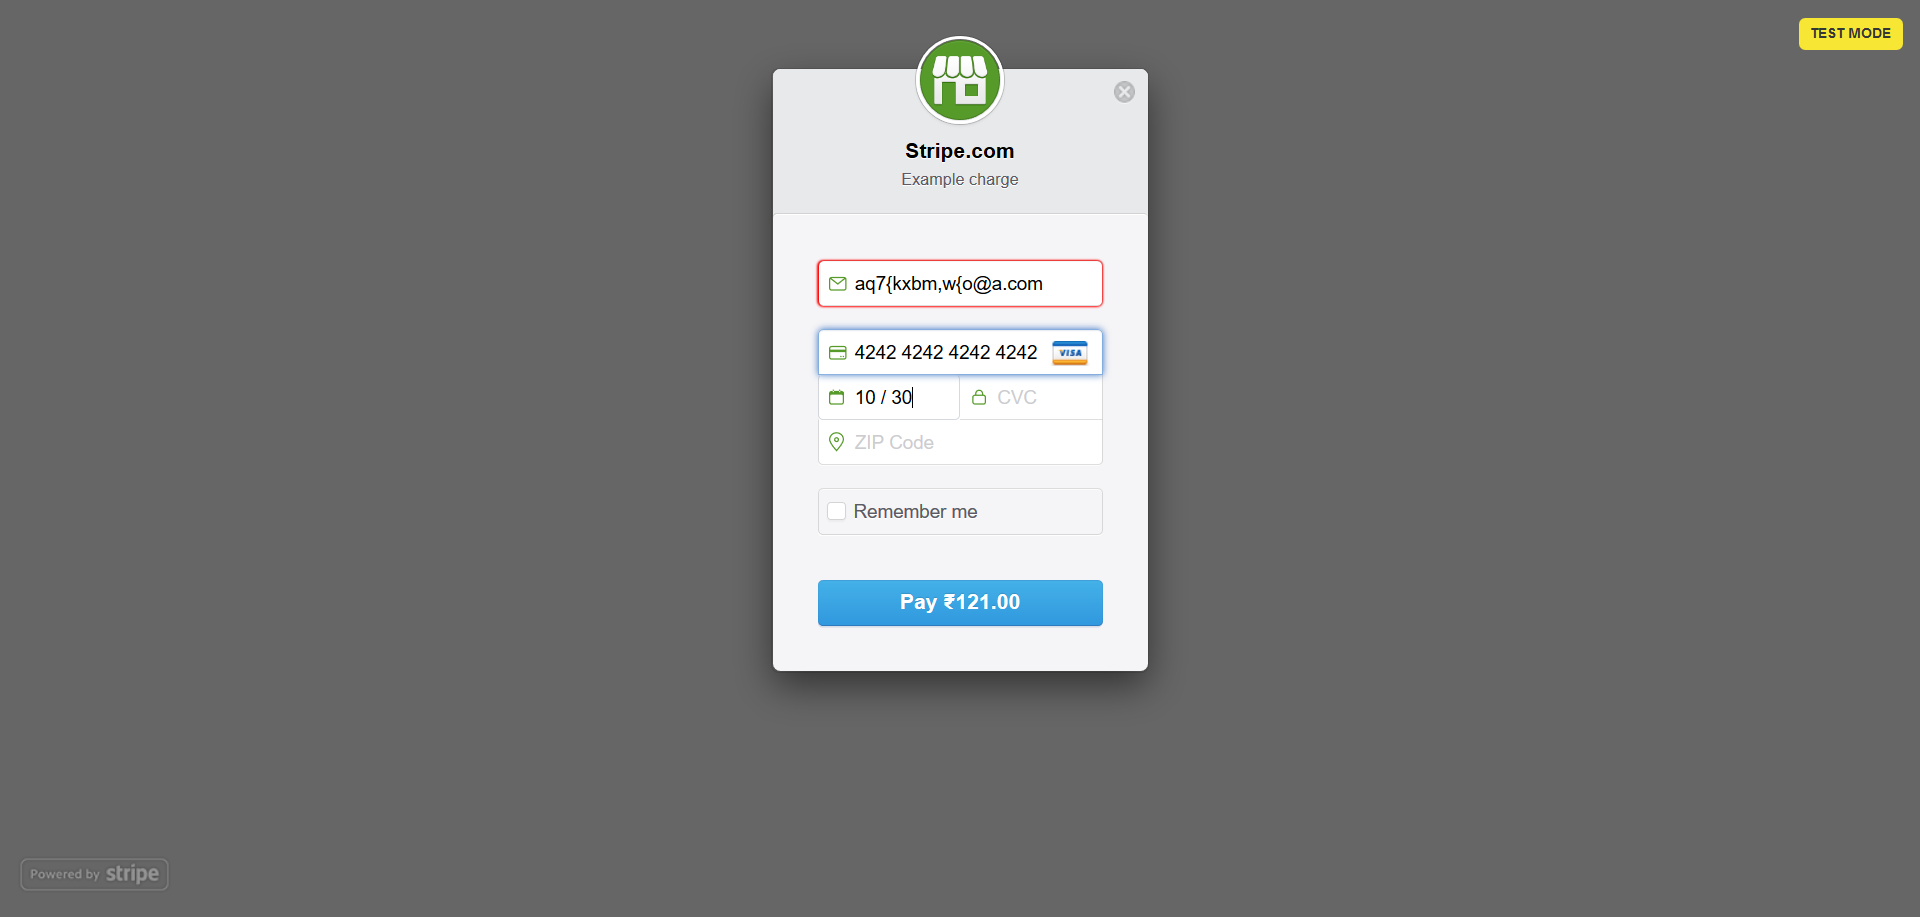 TEST MODE
Stripe.com
Example charge
aq7{kxbm,w{o@a.com
4242 4242 4242 4242 VISA
10 / 30 CVC
ZIP Code
Remember me
Pay ₹121.00
Powered by stripe